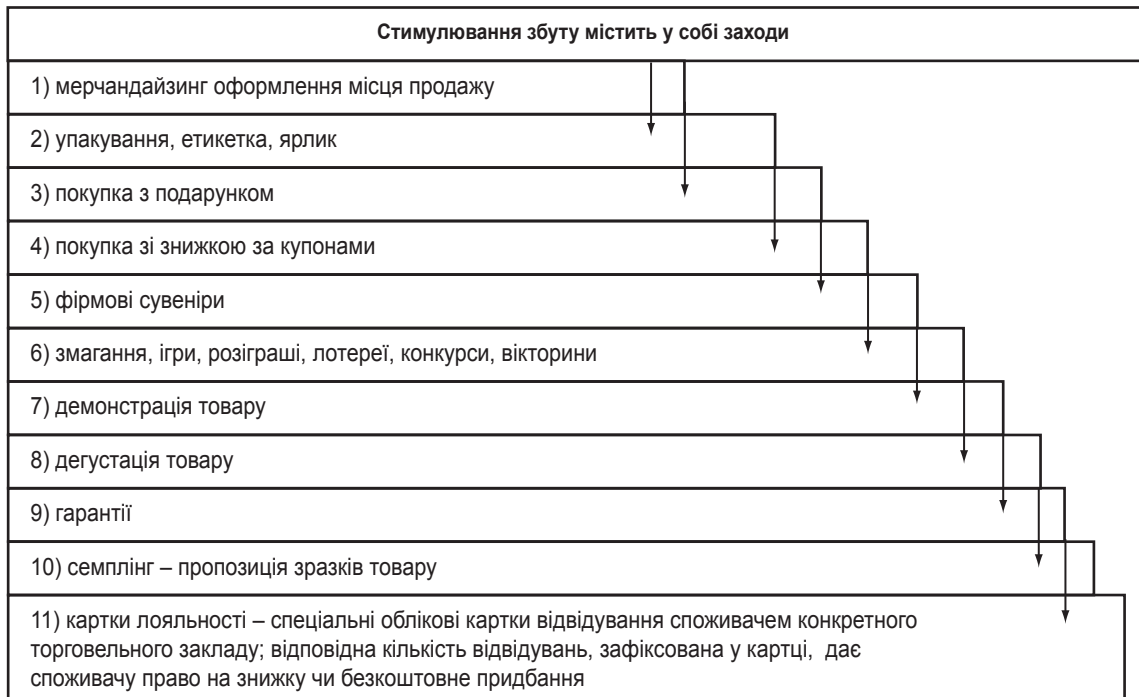 Стимулювання збуту містить у собі заходи
1) мерчандайзинг оформлення місця продажу
2) упакування, етикетка, ярлик
3) покупка з подарунком
4) покупка зі знижкою за купонами
5) фірмові сувеніри
6) змагання, ігри, розіграші, лотереї, конкурси, вікторини
7) демонстрація товару
8) дегустація товару
9) гарантії
10) семплінг – пропозиція зразків товару
11) картки лояльності – спеціальні облікові картки відвідування споживачем конкретного
торговельного закладу; відповідна кількість відвідувань, зафіксована у картці, дає
споживачу право на знижку чи безкоштовне придбання